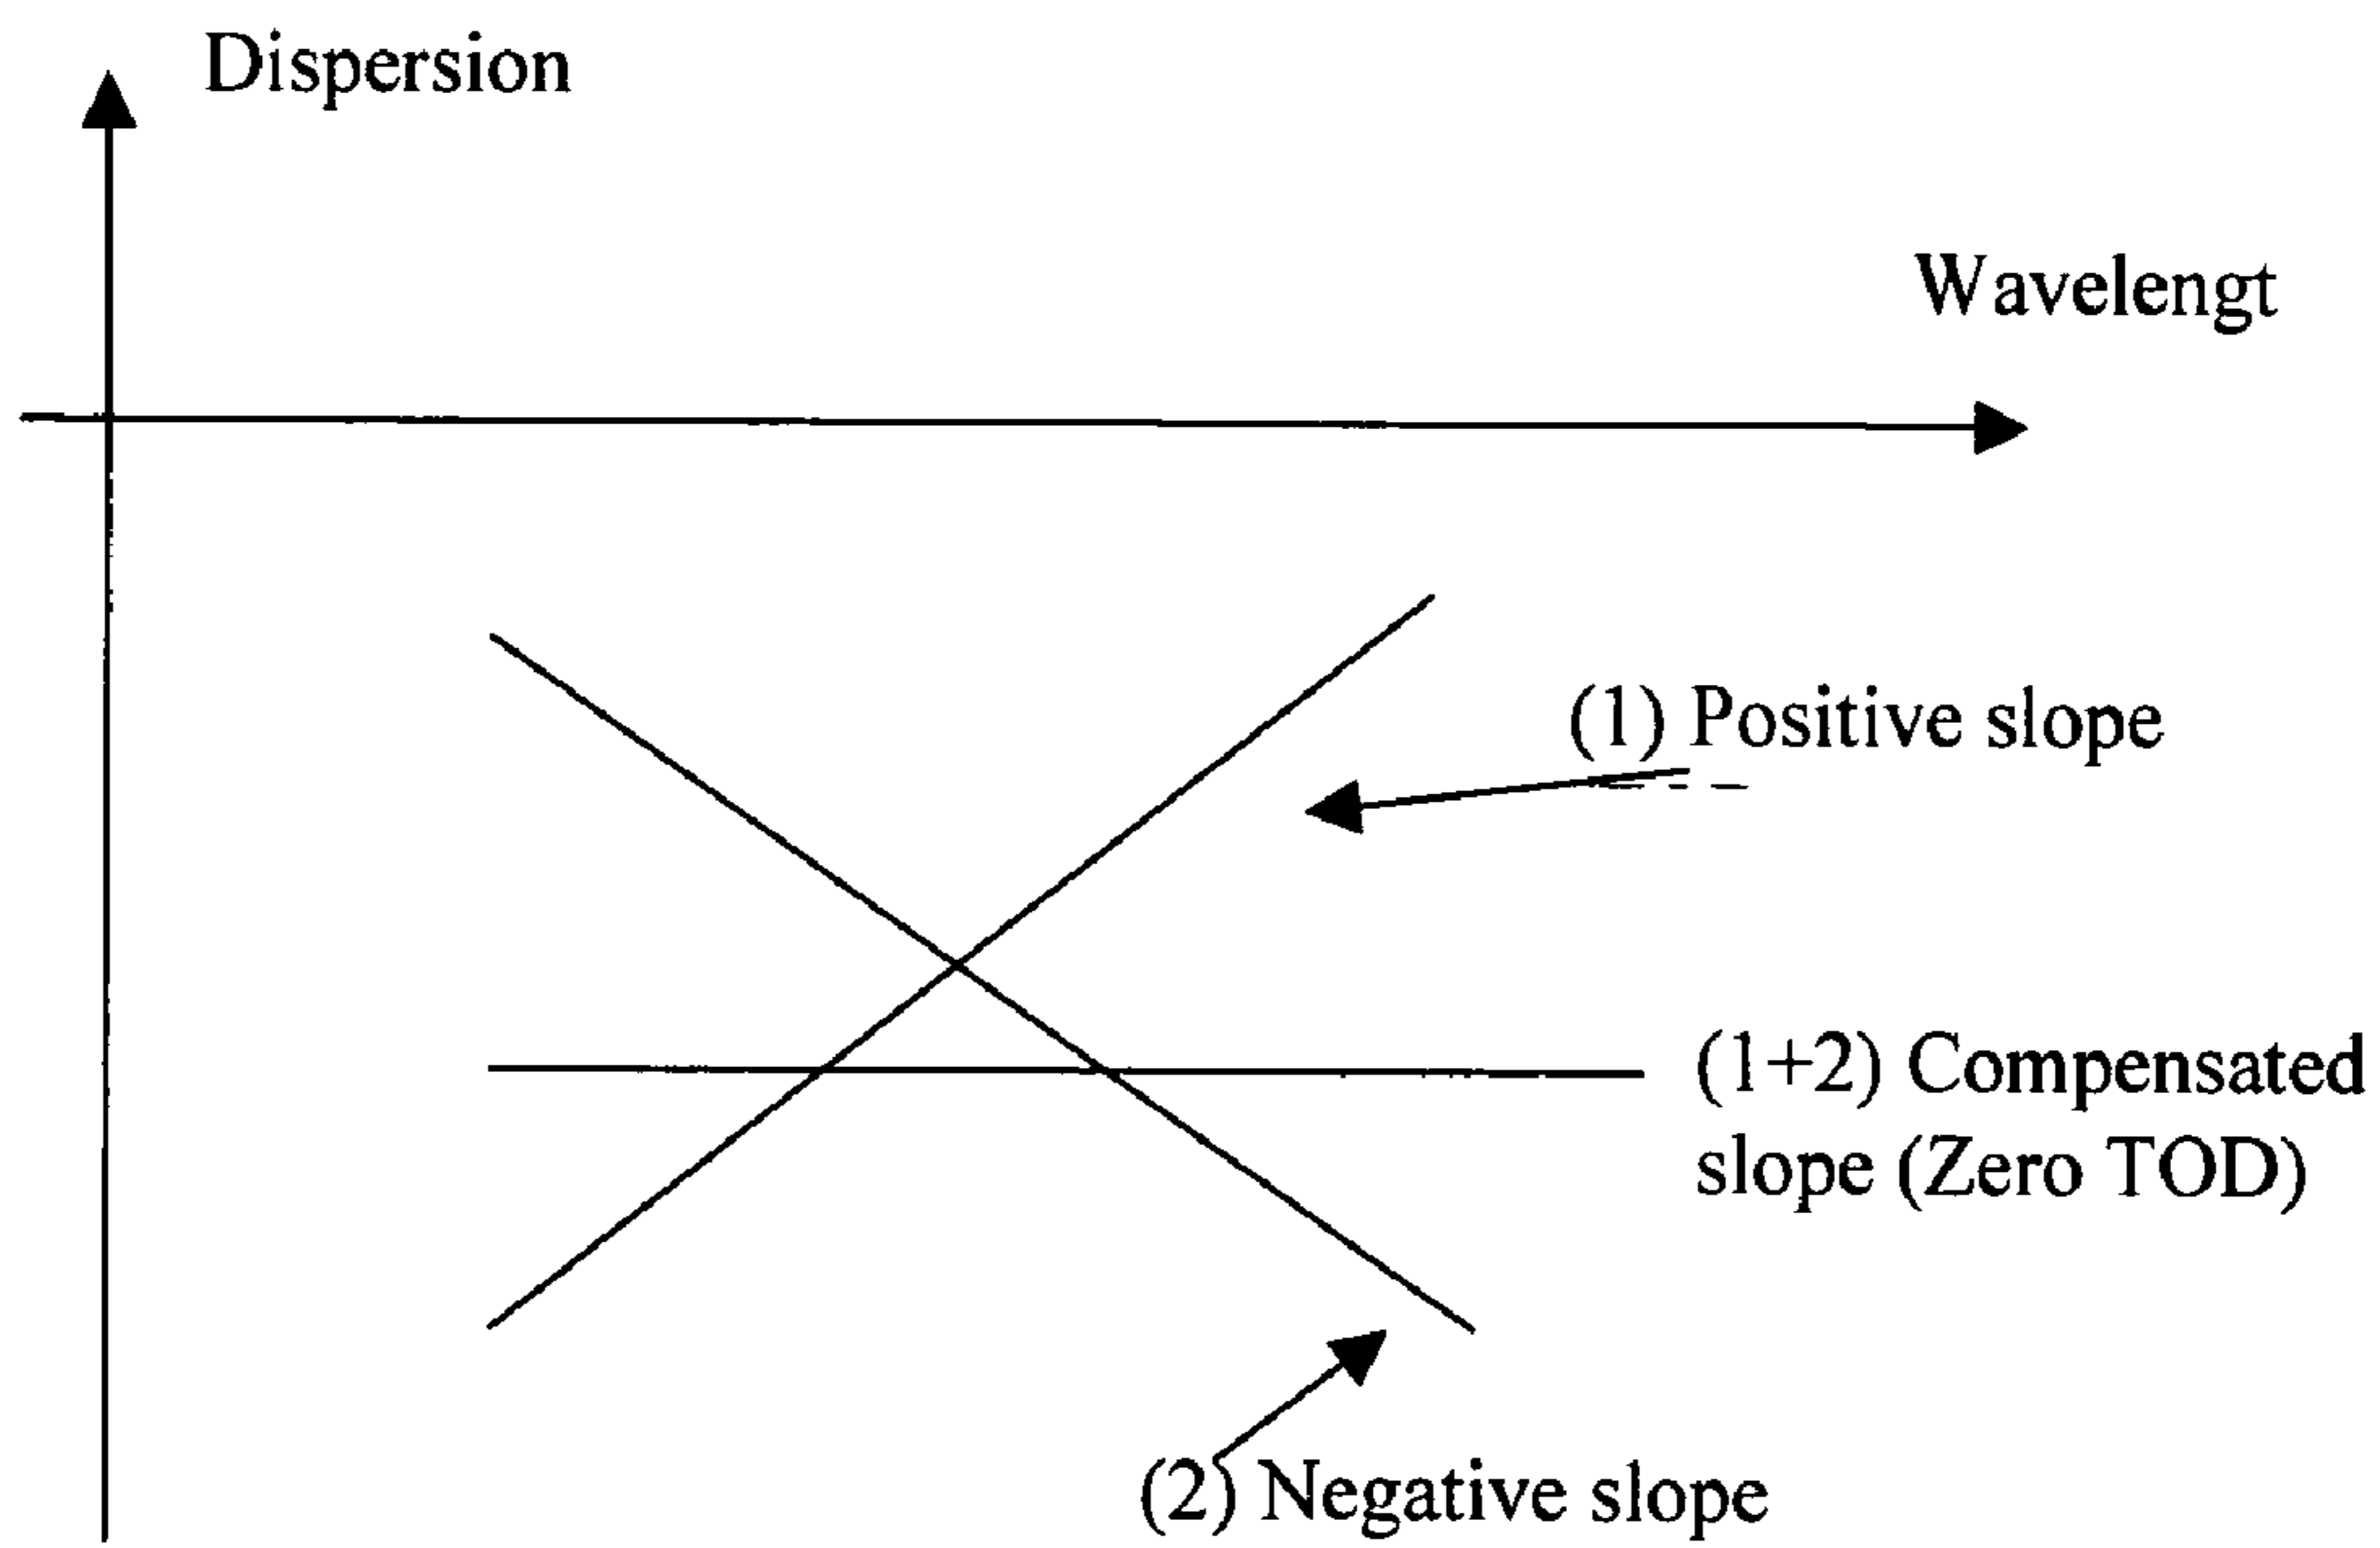 Dispersion
Wavelengt
(1) Positive slope
(1+2) Compensated
slope (Zero TOD)
(2) Negative slope